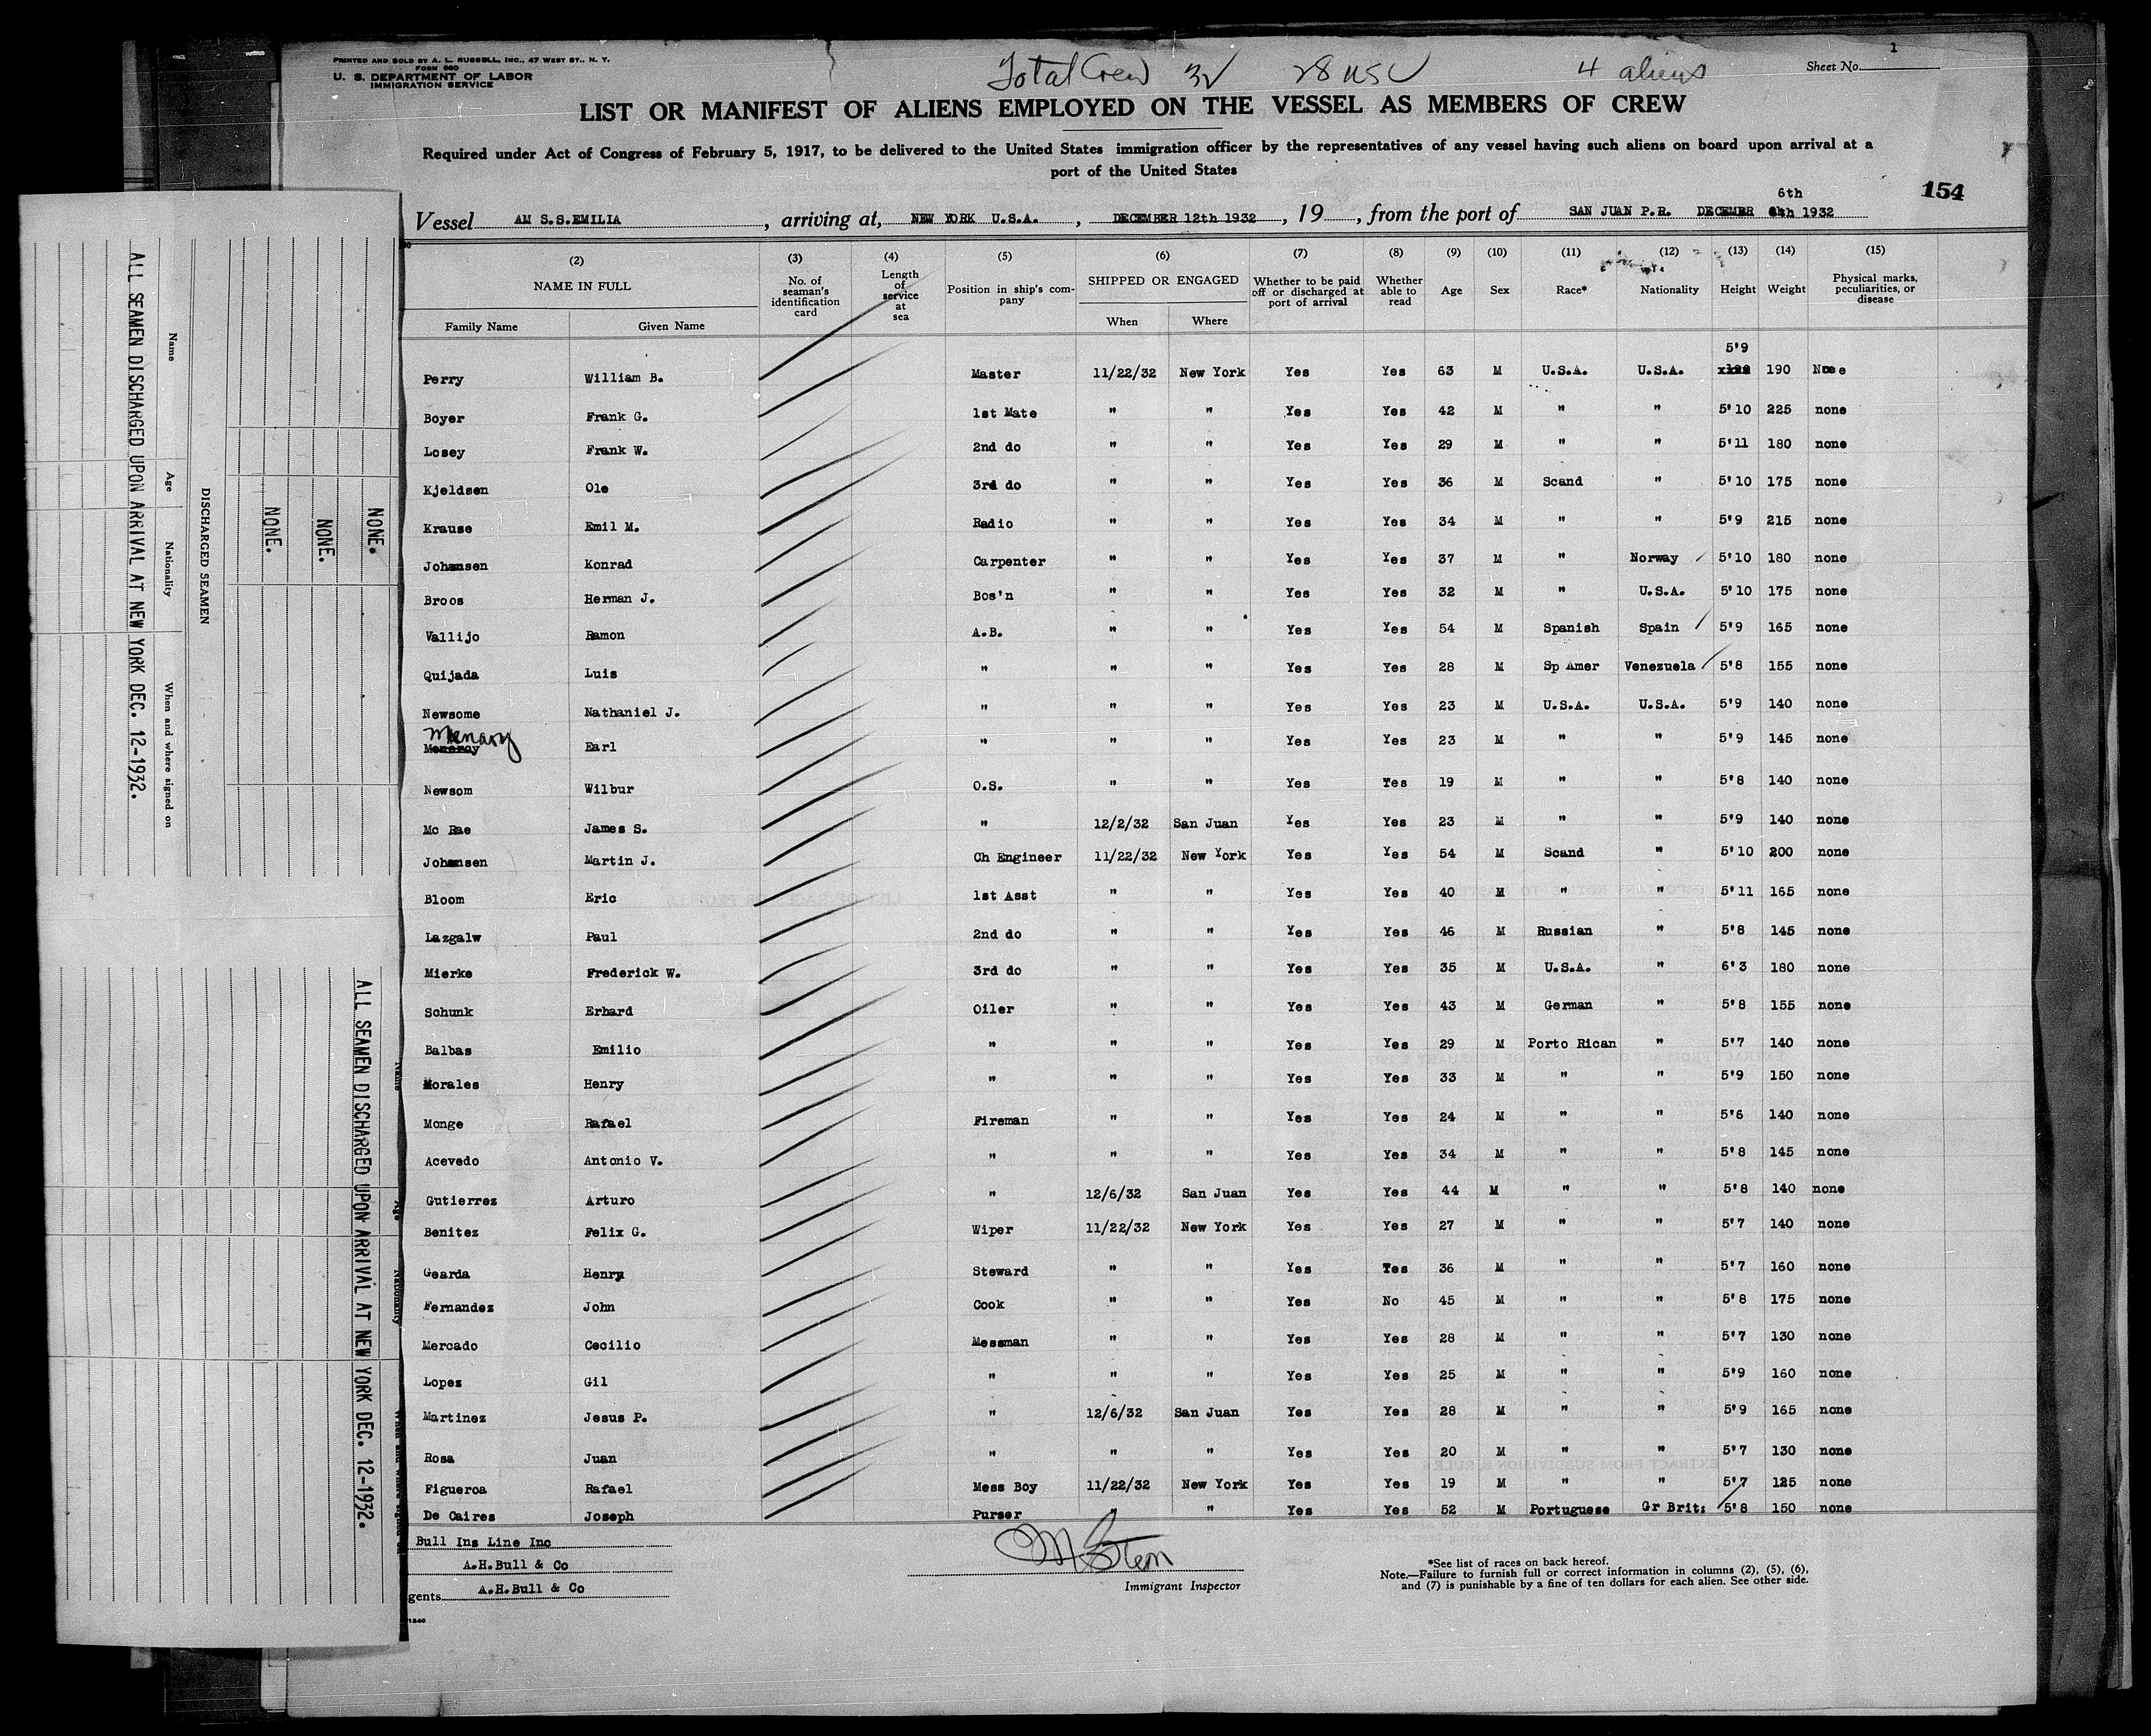 PRINTED AND SOLD BY A. L. RUSSELL, INC., 47 WEST ST., N. Y.
FORM 680
U. S. DEPARTMENT OF LABOR
IMMIGRATION SERVICE
Total Crew 32 28 USC 4 aliens
Sheet No. 1
LIST OR MANIFEST OF ALIENS EMPLOYED ON THE VESSEL AS MEMBERS OF CREW
Required under Act of Congress of February 5, 1917, to be delivered to the United States immigration officer by the representatives of any vessel having such aliens on board upon arrival at a
port of the United States
154
6th
Vessel AM S.S.EMILIA, arriving at, NEW YORK U.S.A., DECEMBER 12th 1932, 19, from the port of SAN JUAN P.R. DECEMBR 6th 1932
(2) (3) (4) (5) (6) (7) (8) (9) (10) (11) (12) (13) (14) (15)
NAME IN FULL No. of seaman's identification card Length of service at sea Position in ship's company SHIPPED OR ENGAGED Whether to be paid off or discharged at port of arrival Whether able to read Age Sex Race* Nationality Height Weight Physical marks, peculiarities, or disease
Family Name Given Name When Where
5'9
Perry William B. Master 11/22/32 New York Yes Yes 63 M U.S.A. U.S.A. 190 None
Boyer Frank G. 1st Mate " " Yes Yes 42 M " " 5'10 225 none
Losey Frank W. 2nd do " " Yes Yes 29 M " " 5'11 180 none
Kjeldsen Ole 3rd do " " Yes Yes 36 M Scand " 5'10 175 none
Krause Emil M. Radio " " Yes Yes 34 M " " 5'9 215 none
Johansen Konrad Carpenter " " Yes Yes 37 M " Norway 5'10 180 none
Broos Herman J. Bos'n " " Yes Yes 32 M " U.S.A. 5'10 175 none
Vallijo Ramon A.B. " " Yes Yes 54 M Spanish Spain 5'9 165 none
Quijada Luis " " " Yes Yes 28 M Sp Amer Venezuela 5'8 155 none
Newsome Nathaniel J. " " " Yes Yes 23 M U.S.A. U.S.A. 5'9 140 none
Menary
Earl " " " Yes Yes 23 M " " 5'9 145 none
Newsom Wilbur O.S. " " Yes Tes 19 M " " 5'8 140 none
Mc Rae James S. " 12/2/32 San Juan Yes Yes 23 M " " 5'9 140 none
Johansen Martin J. Ch Engineer 11/22/32 New York Yes Yes 54 M Scand " 5'10 200 none
Bloom Eric 1st Asst " " Yes Yes 40 M " " 5'11 165 none
Lazgalw Paul 2nd do " " Yes Yes 46 M Russian " 5'8 145 none
Mierke Frederick W. 3rd do " " Yes Yes 35 M U.S.A. " 6'3 180 none
Schunk Erhard Oiler " " Yes Yes 43 M German " 5'8 155 none
Balbas Emilio " " " Yes Yes 29 M Porto Rican " 5'7 140 none
Morales Henry " " " Yes Yes 33 M " " 5'9 150 none
Monge Rafael Fireman " " Yes Yes 24 M " " 5'6 140 none
Acevedo Antonio V. " " " Yes Yes 34 M " " 5'8 145 none
Gutierrez Arturo " 12/6/32 San Juan Yes Yes 44 M " " 5'8 140 none
Benitez Felix G. Wiper 11/22/32 New York Yes Yes 27 M " " 5'7 140 none
Gearda Henry Steward " " Yes Tes 36 M " " 5'7 160 none
Fernandez John Cook " " Yes No 45 M " " 5'8 175 none
Mercado Cecilio Messman " " Yes Yes 28 M " " 5'7 130 none
Lopez Gil " " " Yes Yes 25 M " " 5'9 160 none
Martinez Jesus P. " 12/6/32 San Juan Yes Yes 28 M " " 5'9 165 none
Rosa Juan " " " Yes Yes 20 M " " 5'7 130 none
Figueroa Rafael Mess Boy 11/22/32 New York Yes Yes 19 M " " 5'7 125 none
De Caires Joseph Purser " " Yes Yes 52 M Portuguese Gr Brit: 5'8 150 none
Bull Ins Line Inc
A.H.Bull & Co
gents A.H.Bull & Co
M Stern
Immigrant Inspector
*See list of races on back hereof.
Note.—Failure to furnish full or correct information in columns (2), (5), (6),
and (7) is punishable by a fine of ten dollars for each alien. See other side.
DISCHARGED SEAMEN
Name Age Nationality When and where signed on
NONE.
NONE.
NONE.
ALL SEAMEN DISCHARGED UPON ARRIVAL AT NEW YORK DEC. 12-1932.
Name Age Nationality When and where signed on
ALL SEAMEN DISCHARGED UPON ARRIVAL AT NEW YORK DEC. 12-1932.